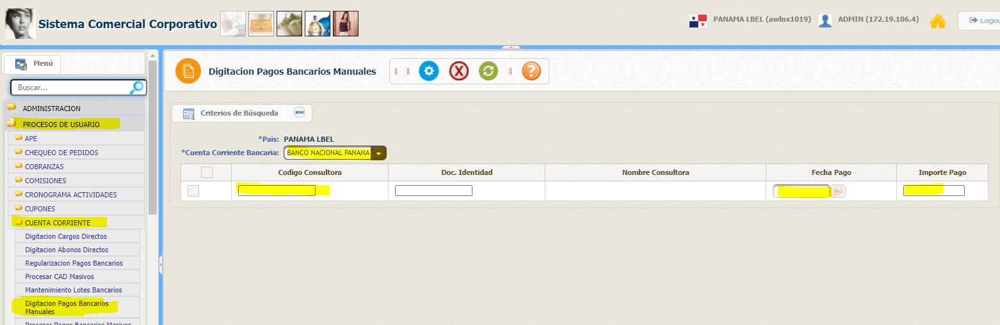 Sistema Comercial Corporativo
PANAMA LBEL (awlnx1019)
ADMIN (172.19.106.4)
Logou
Menú
Buscar...
ADMINISTRACION
PROCESOS DE USUARIO
APE
CHEQUEO DE PEDIDOS
COBRANZAS
COMISIONES
CRONOGRAMA ACTIVIDADES
CUPONES
CUENTA CORRIENTE
Digitacion Cargos Directos
Digitacion Abonos Directos
Regularizacion Pagos Bancarios
Procesar CAD Masivos
Mantenimiento Lotes Bancarios
Digitacion Pagos Bancarios
Manuales
Procesar Pagos Bancarios Masivos
Digitacion Pagos Bancarios Manuales
?
Criterios de Búsqueda
*Pais: PANAMA LBEL
*Cuenta Corriente Bancaria: BANCO NACIONAL PANAMA
Codigo Consultora Doc. Identidad Nombre Consultora Fecha Pago Importe Pago